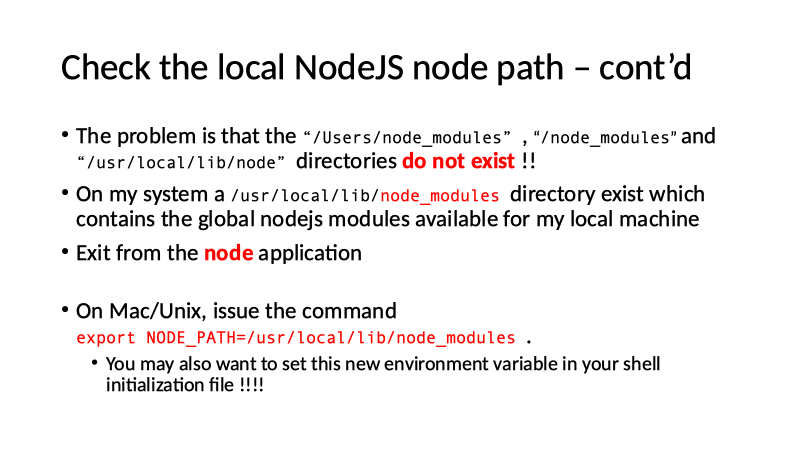 Check the local NodeJS node path – cont’d
• The problem is that the “/Users/node_modules” , “/node_modules” and
“/usr/local/lib/node” directories do not exist !!
• On my system a /usr/local/lib/node_modules directory exist which
contains the global nodejs modules available for my local machine
• Exit from the node application
• On Mac/Unix, issue the command
export NODE_PATH=/usr/local/lib/node_modules .
• You may also want to set this new environment variable in your shell
initialization file !!!!